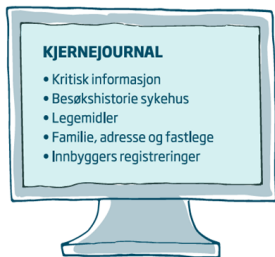 KJERNEJOURNAL
• Kritisk informasjon
• Besøkshistorie sykehus
• Legemidler
• Familie, adresse og fastlege
• Innbyggers registreringer